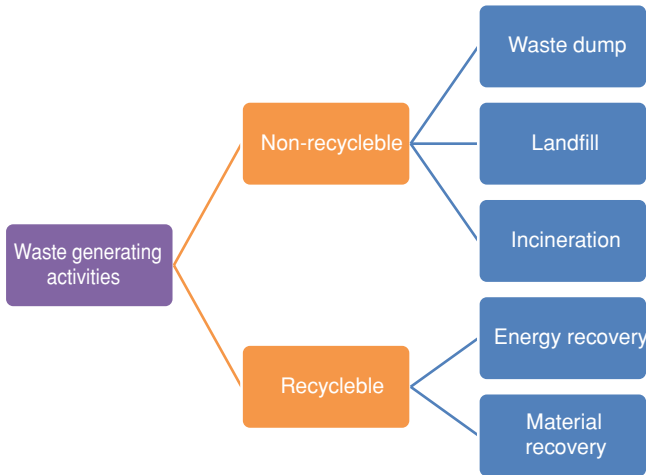 Waste dump
Non-recycleble
Landfill
Incineration
Waste generating
activities
Energy recovery
Recycleble
Material
recovery